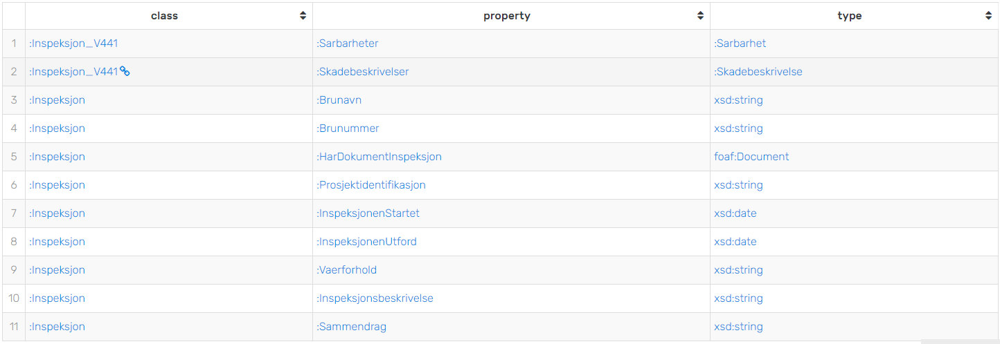 class property type
1 :Inspeksjon_V441 :Sarbarheter :Sarbarhet
2 :Inspeksjon_V441 :Skadebeskrivelser :Skadebeskrivelse
3 :Inspeksjon :Brunavn xsd:string
4 :Inspeksjon :Brunummer xsd:string
5 :Inspeksjon :HarDokumentInspeksjon foaf:Document
6 :Inspeksjon :Prosjektidentifikasjon xsd:string
7 :Inspeksjon :InspeksjonenStartet xsd:date
8 :Inspeksjon :InspeksjonenUtford xsd:date
9 :Inspeksjon :Vaerforhold xsd:string
10 :Inspeksjon :Inspeksjonsbeskrivelse xsd:string
11 :Inspeksjon :Sammendrag xsd:string